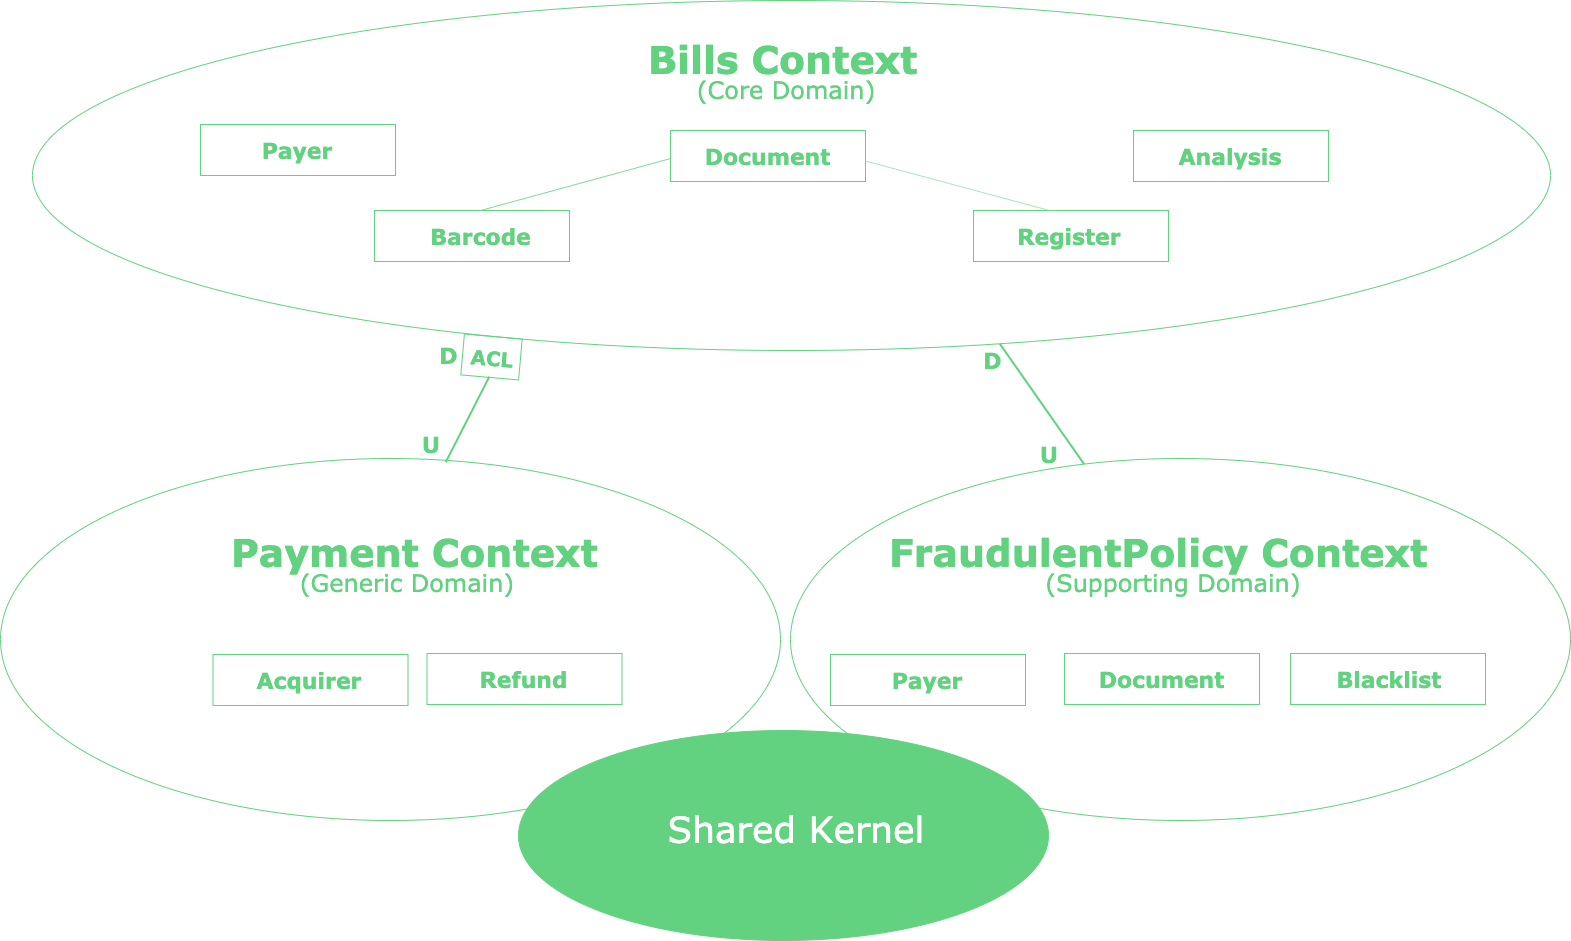 Bills Context
(Core Domain)
Payer
Document
Analysis
Barcode
Register
D
ACL
D
U
U
Payment Context
(Generic Domain)
FraudulentPolicy Context
(Supporting Domain)
Acquirer
Refund
Payer
Document
Blacklist
Shared Kernel